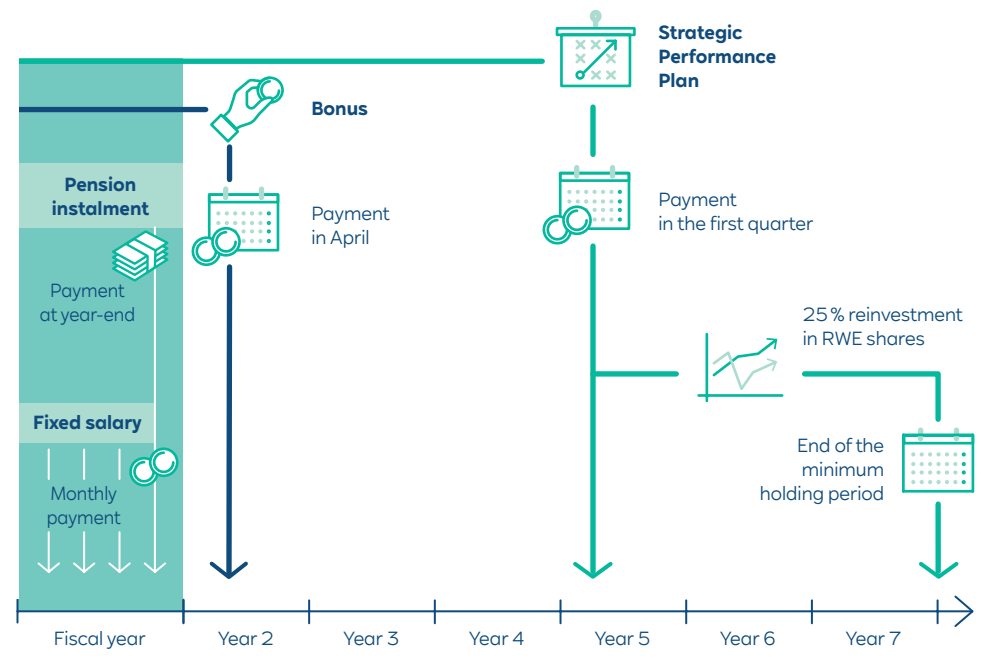 Strategic
Performance
Plan
Bonus
Pension
instalment
Payment
in April
Payment
in the first quarter
Payment
at year-end
25 % reinvestment
in RWE shares
Fixed salary
End of the
minimum
holding period
Monthly
payment
Fiscal year
Year 2
Year 3
Year 4
Year 5
Year 6
Year 7